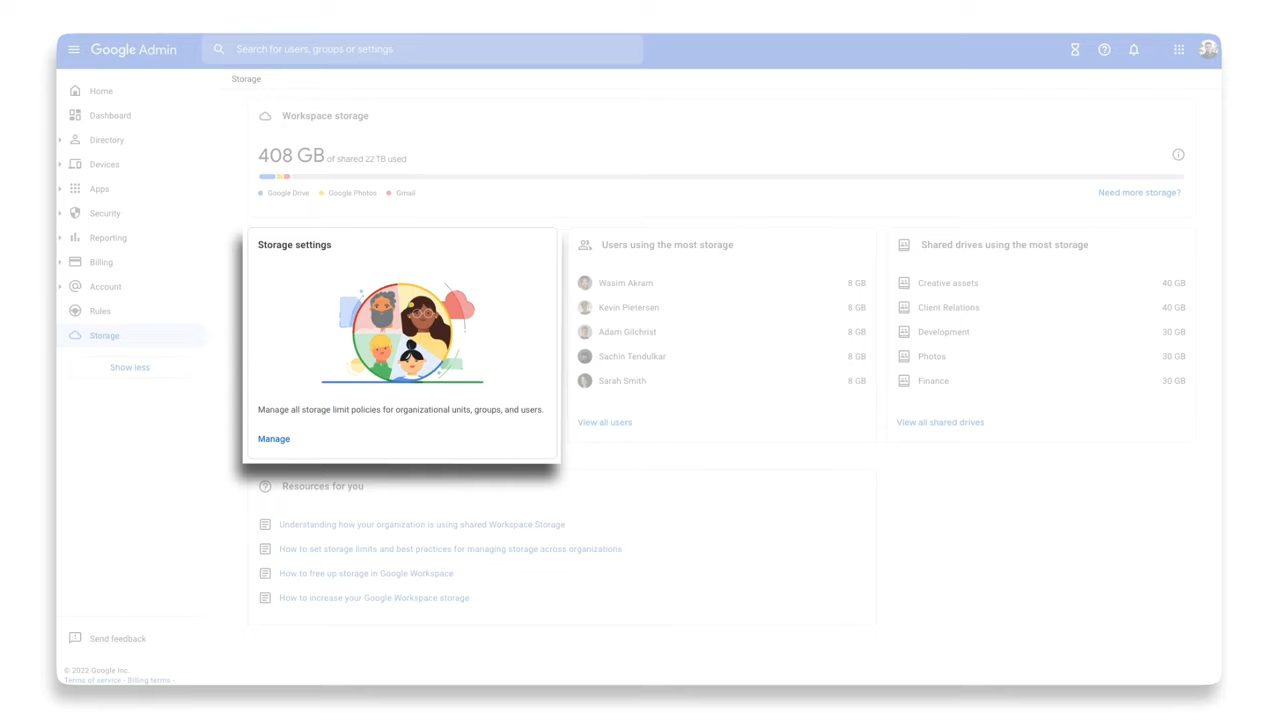 Google Admin
Search for users, groups or settings
Storage
Home
Dashboard
Directory
Devices
Apps
Security
Reporting
Billing
Account
Rules
Storage
Show less
Send feedback
© 2022 Google Inc.
Terms of service - Billing terms -
Workspace storage
408 GB of shared 22 TB used
Google Drive Google Photos Gmail
Need more storage?
Storage settings
Manage all storage limit policies for organizational units, groups, and users.
Manage
Users using the most storage
Wasim Akram 8 GB
Kevin Pietersen 8 GB
Adam Gilchrist 8 GB
Sachin Tendulkar 8 GB
Sarah Smith 8 GB
View all users
Shared drives using the most storage
Creative assets 40 GB
Client Relations 40 GB
Development 30 GB
Photos 30 GB
Finance 30 GB
View all shared drives
Resources for you
Understanding how your organization is using shared Workspace Storage
How to set storage limits and best practices for managing storage across organizations
How to free up storage in Google Workspace
How to increase your Google Workspace storage